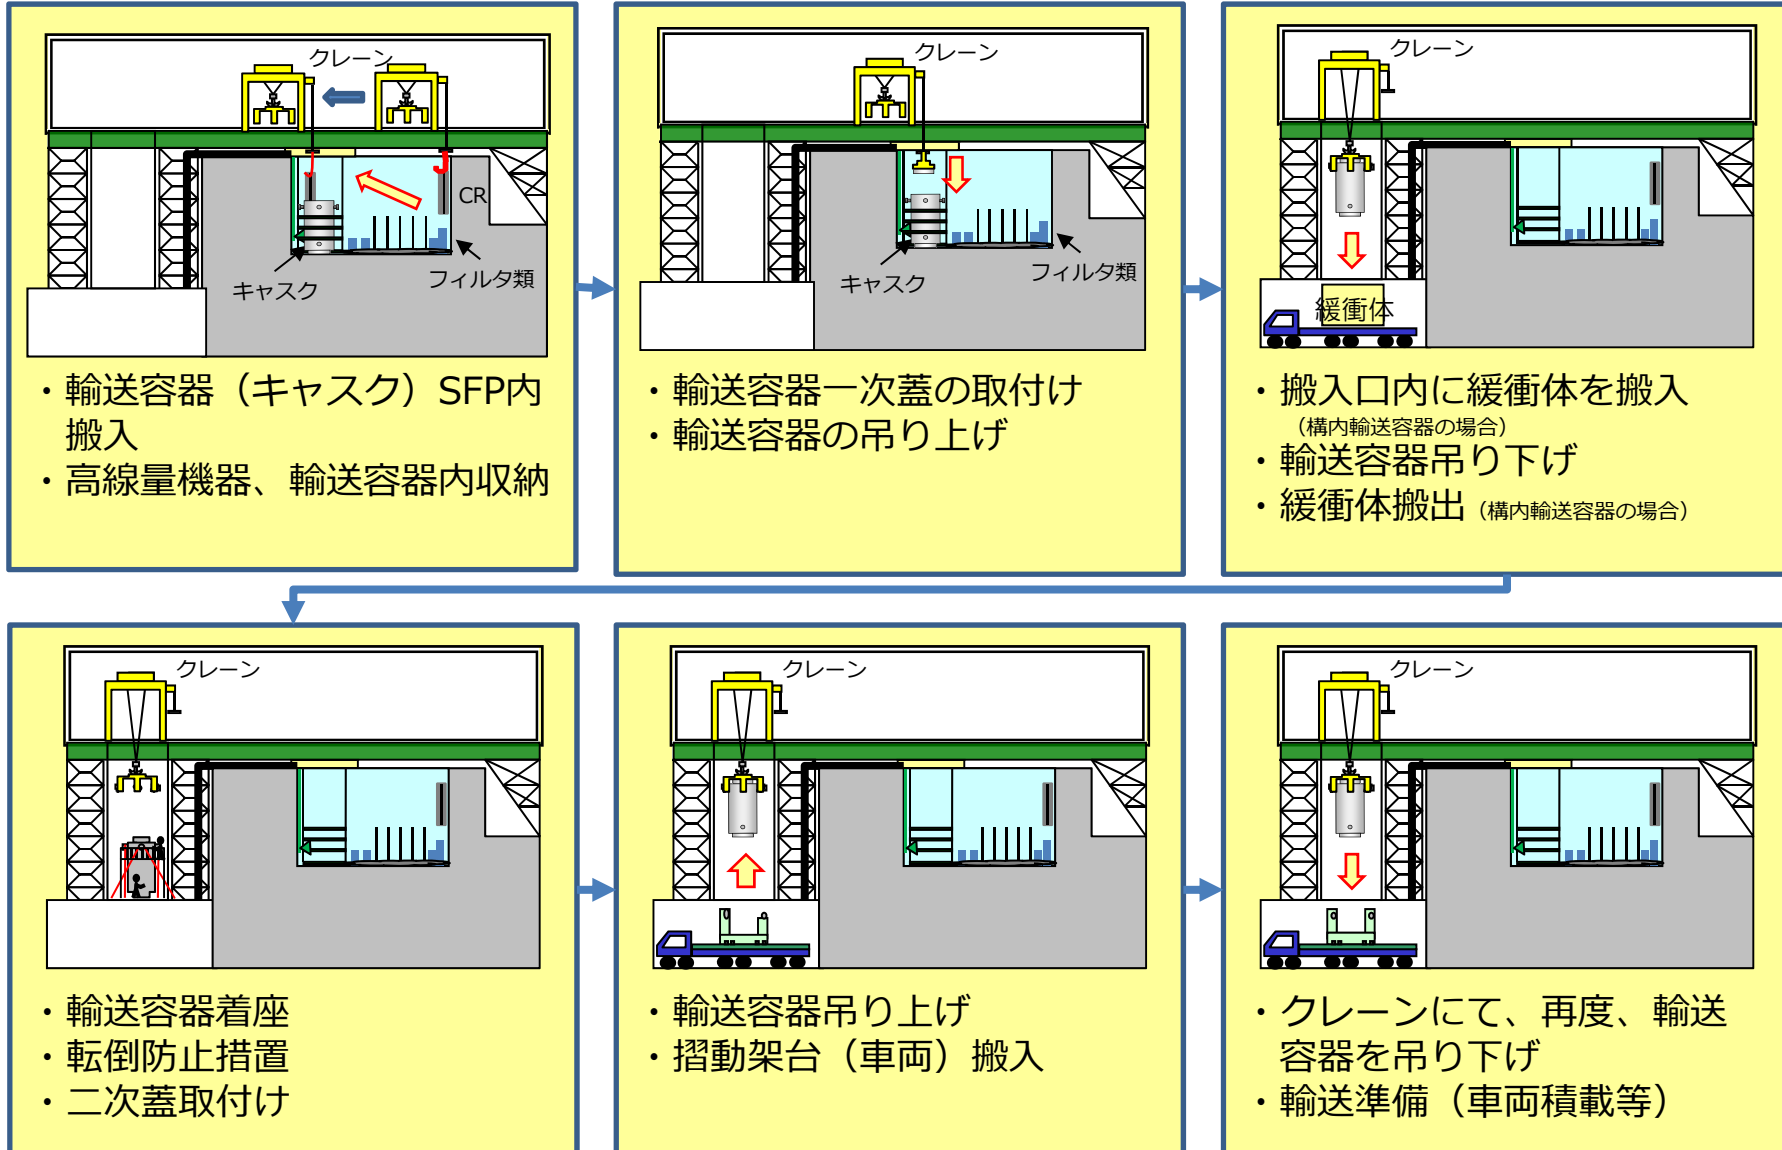 クレーン
CR
キャスク
フィルタ類
・輸送容器（キャスク）SFP内
搬入
・高線量機器、輸送容器内収納
クレーン
キャスク
フィルタ類
・輸送容器一次蓋の取付け
・輸送容器の吊り上げ
クレーン
緩衝体
・搬入口内に緩衝体を搬入
（構内輸送容器の場合）
・輸送容器吊り下げ
・緩衝体搬出（構内輸送容器の場合）
クレーン
・輸送容器着座
・転倒防止措置
・二次蓋取付け
クレーン
・輸送容器吊り上げ
・摺動架台（車両）搬入
クレーン
・クレーンにて、再度、輸送
容器を吊り下げ
・輸送準備（車両積載等）